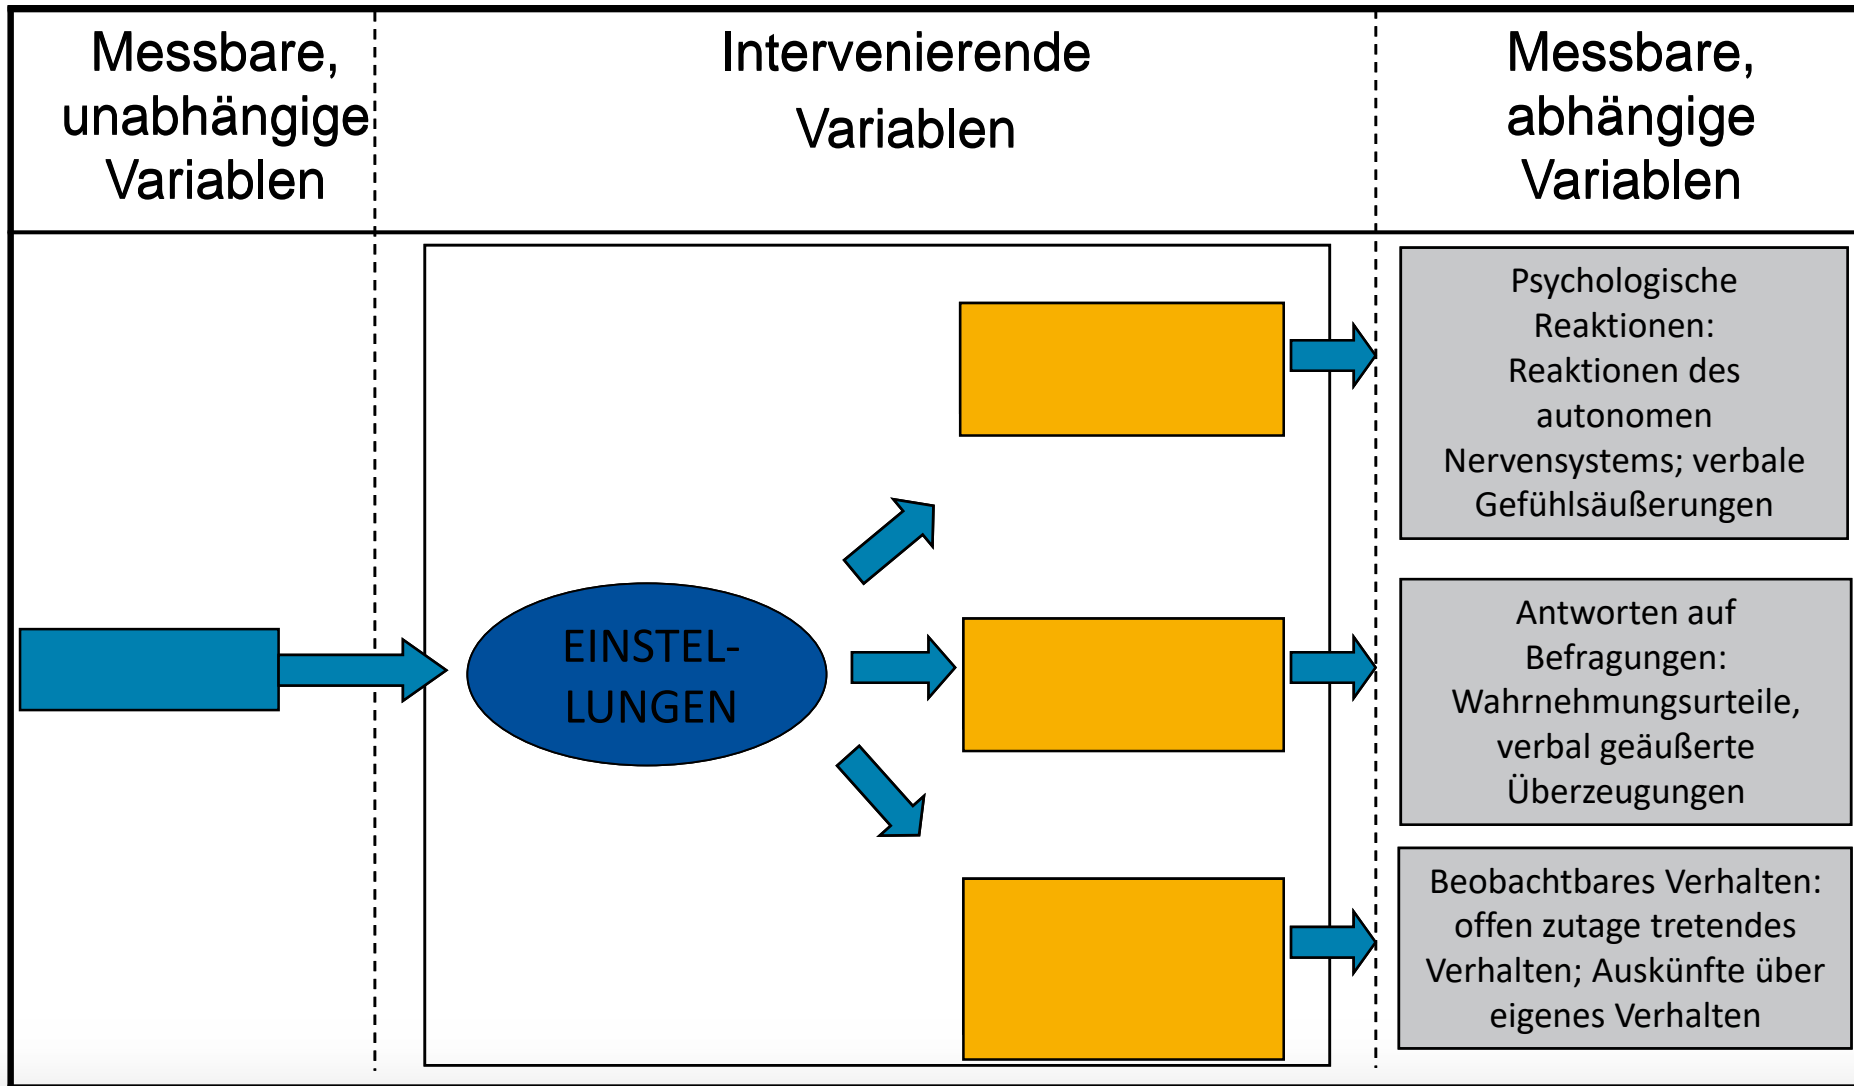 Messbare,
unabhängige
Variablen
Intervenierende
Variablen
Messbare,
abhängige
Variablen
EINSTEL-
LUNGEN
Psychologische
Reaktionen:
Reaktionen des
autonomen
Nervensystems; verbale
Gefühlsäußerungen
Antworten auf
Befragungen:
Wahrnehmungsurteile,
verbal geäußerte
Überzeugungen
Beobachtbares Verhalten:
offen zutage tretendes
Verhalten; Auskünfte über
eigenes Verhalten